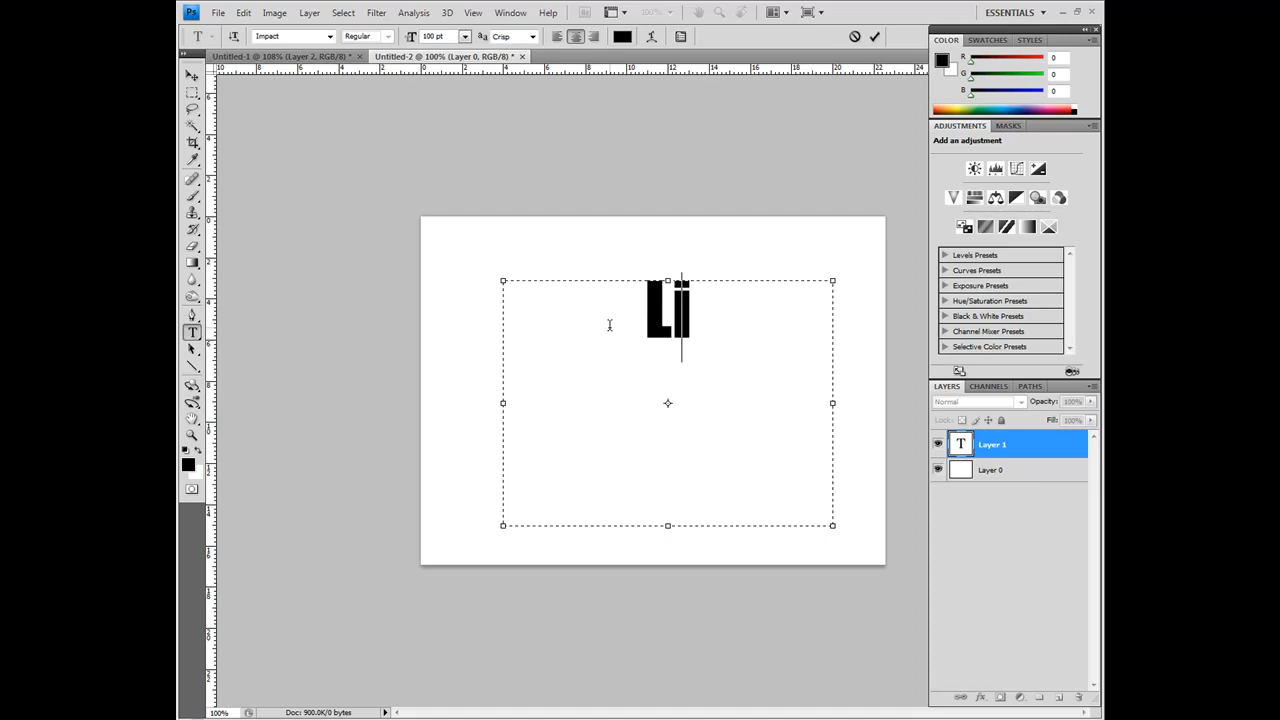 Ps File Edit Image Layer Select Filter Analysis 3D View Window Help 100% ESSENTIALS
T Impact Regular 100 pt aa Crisp
Untitled-1 @ 108% (Layer 2, RGB/8) * × Untitled-2 @ 100% (Layer 0, RGB/8) * ×
COLOR SWATCHES STYLES
R 0
G 0
B 0
ADJUSTMENTS MASKS
Add an adjustment
Levels Presets
Curves Presets
Exposure Presets
Hue/Saturation Presets
Black & White Presets
Channel Mixer Presets
Selective Color Presets
LAYERS CHANNELS PATHS
Normal Opacity: 100%
Lock: Fill: 100%
T Layer 1
Layer 0
Li
100% Doc: 900.0K/0 bytes